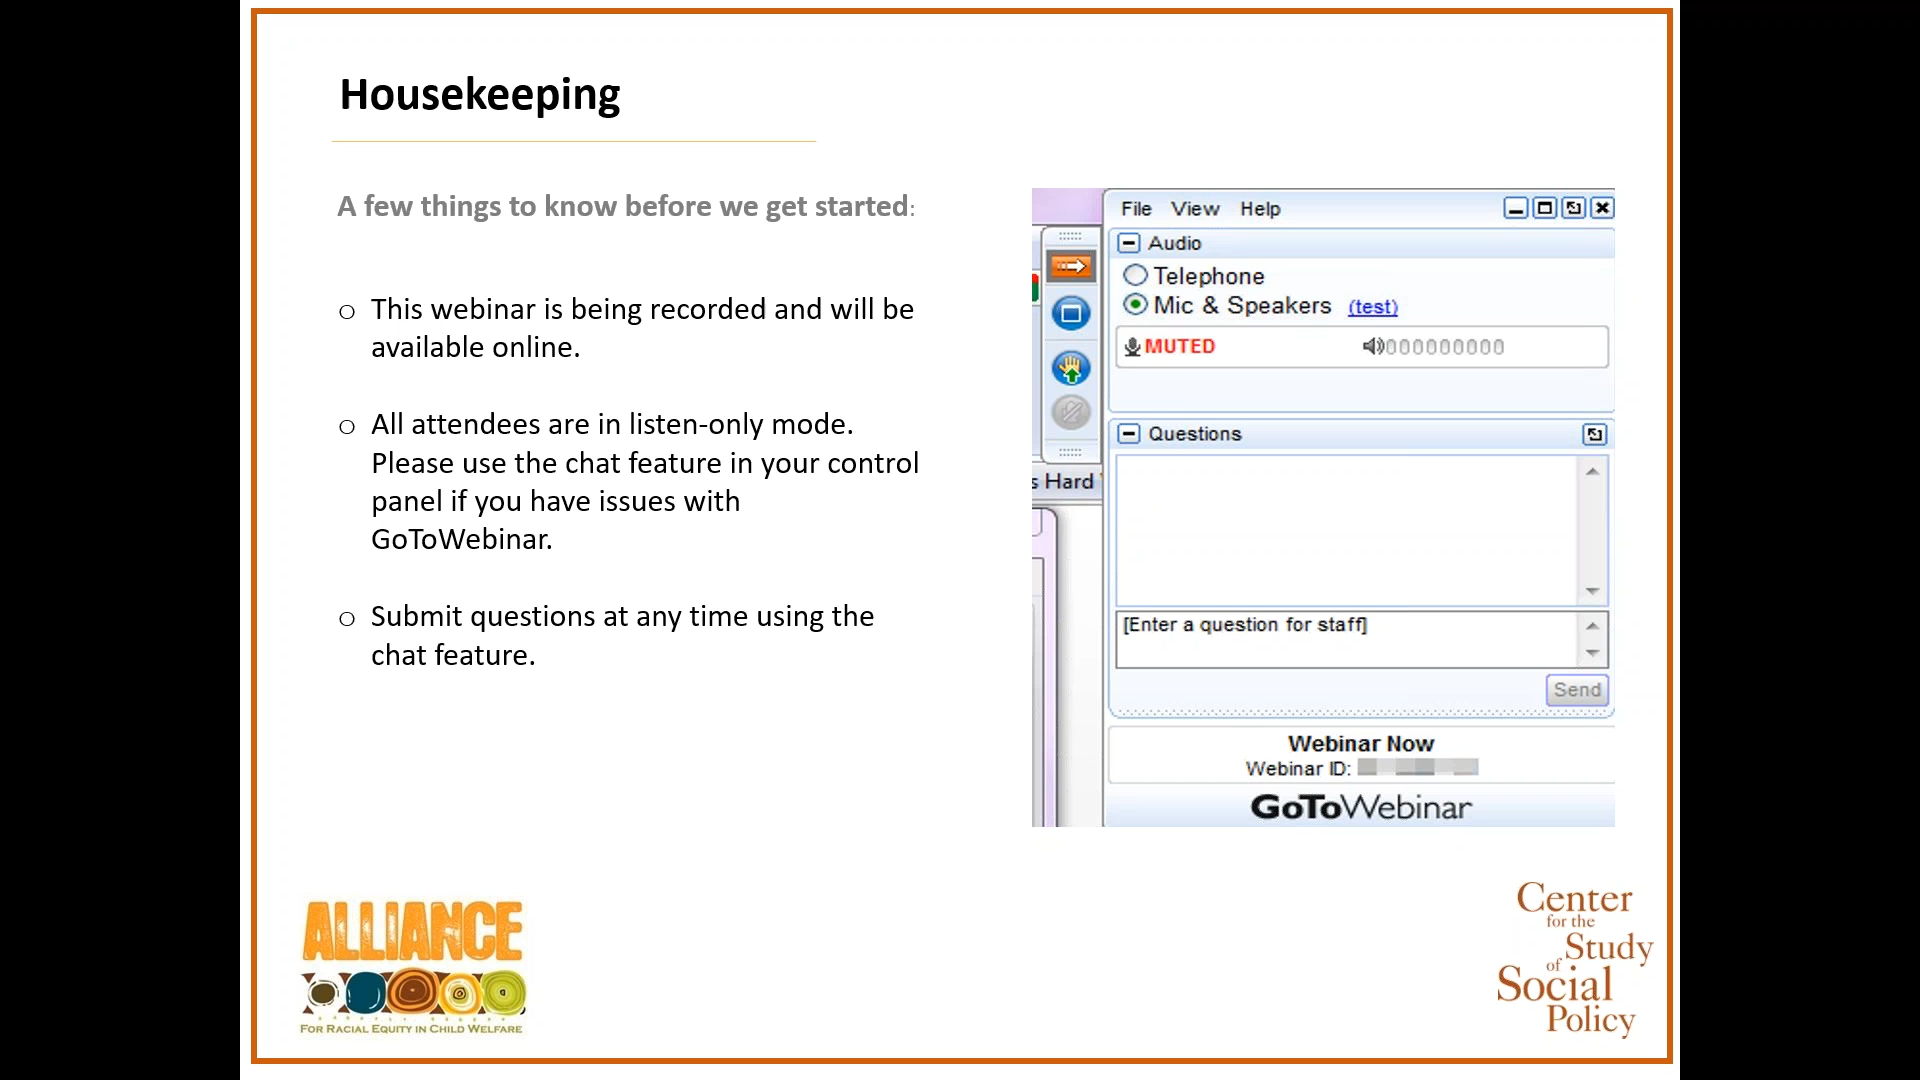 Housekeeping
A few things to know before we get started:
o This webinar is being recorded and will be
available online.
o All attendees are in listen-only mode.
Please use the chat feature in your control
panel if you have issues with
GoToWebinar.
o Submit questions at any time using the
chat feature.
File View Help
Audio
Telephone
Mic & Speakers (test)
MUTED
s Hard
Questions
[Enter a question for staff]
Send
Webinar Now
Webinar ID:
GoToWebinar
ALLIANCE
FOR RACIAL EQUITY IN CHILD WELFARE
Center
for the
Study
of
Social
Policy